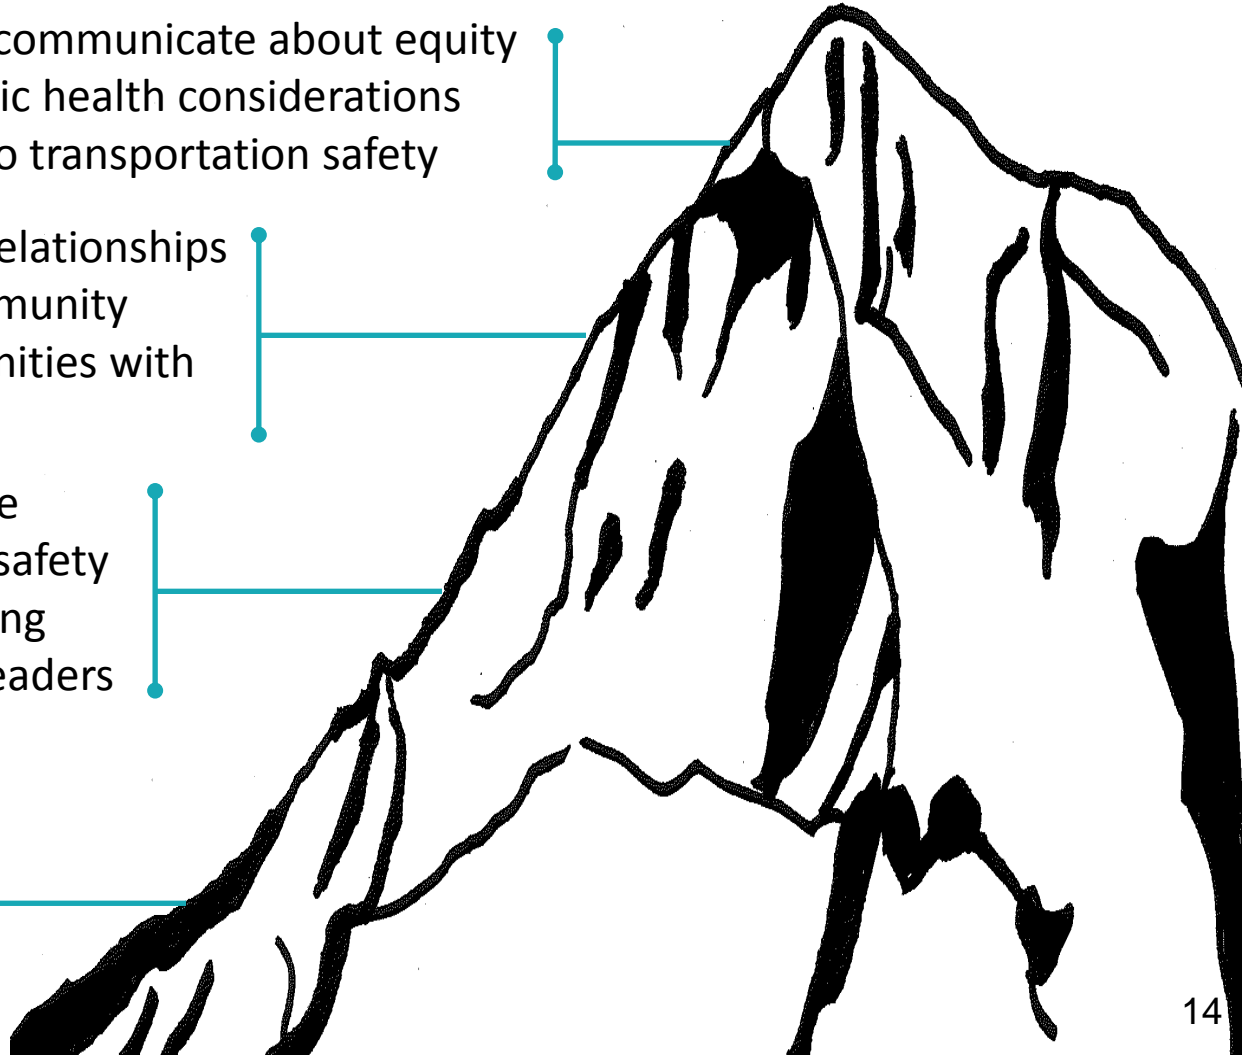 communicate about equity
ic health considerations
o transportation safety
elationships
munity
nities with
e
safety
ng
eaders
14